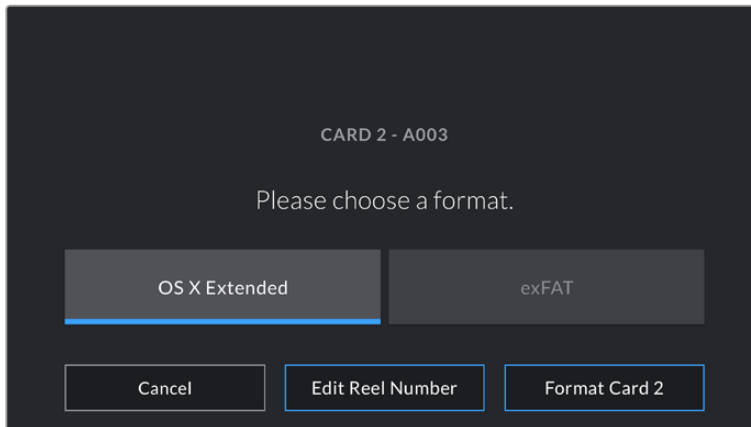 CARD 2 - A003
Please choose a format.
OS X Extended exFAT
Cancel Edit Reel Number Format Card 2